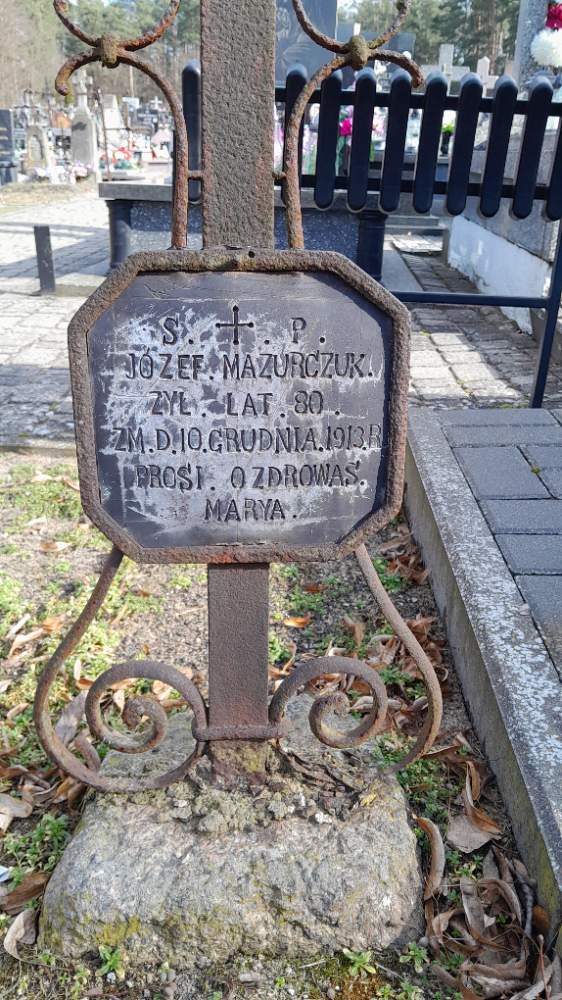 S. + P.
JÓZEF. MAZURCZUK.
ŻYŁ. LAT. 80.
ZM.D.10.GRUDNIA.1913.R
PROSI. O ZDROWAŚ.
MARYA.